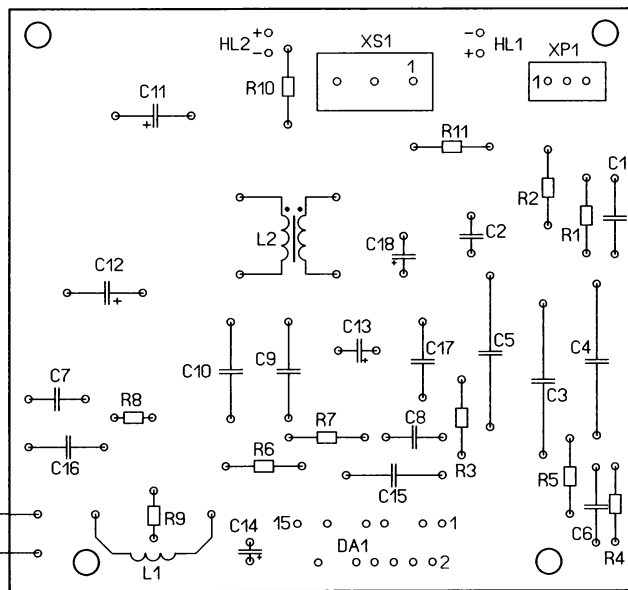 + XS1 -
HL2 HL1
- + XP1
1
1
C11 R10
+
R11
C1
R2
R1
L2 C18 C2
+
C12
+
C13 C5 C4
C10 C9 C17
+
C3
C7 R8
R7 C8
C16 R6 R3
R5
C15
R9 C14 15 1
C6
DA1 R4
+ 2
L1